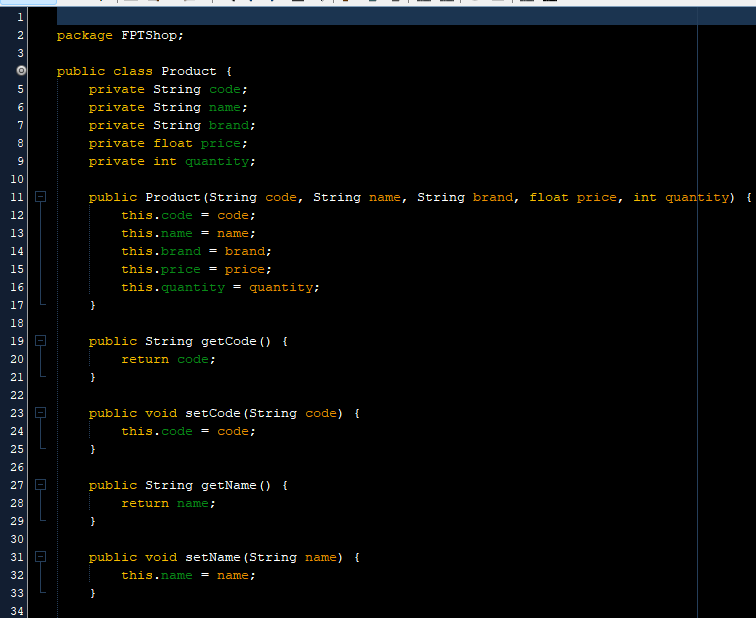 1
2 package FPTShop;
3
public class Product {
5 private String code;
6 private String name;
7 private String brand;
8 private float price;
9 private int quantity;
10
11 public Product(String code, String name, String brand, float price, int quantity) {
12 this.code = code;
13 this.name = name;
14 this.brand = brand;
15 this.price = price;
16 this.quantity = quantity;
17 }
18
19 public String getCode() {
20 return code;
21 }
22
23 public void setCode(String code) {
24 this.code = code;
25 }
26
27 public String getName() {
28 return name;
29 }
30
31 public void setName(String name) {
32 this.name = name;
33 }
34